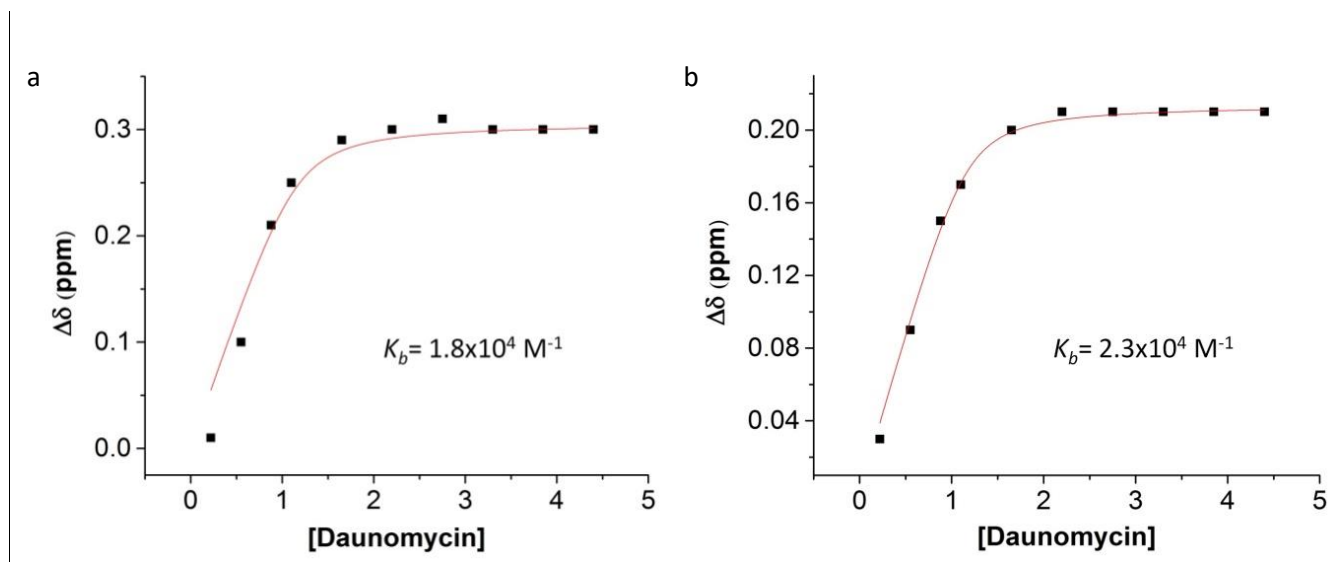 a
0.3
0.2
0.1
0.0
Δδ (ppm)
K_b= 1.8x10⁴ M⁻¹
0 1 2 3 4 5
[Daunomycin]
b
0.20
0.16
0.12
0.08
0.04
Δδ (ppm)
K_b= 2.3x10⁴ M⁻¹
0 1 2 3 4 5
[Daunomycin]